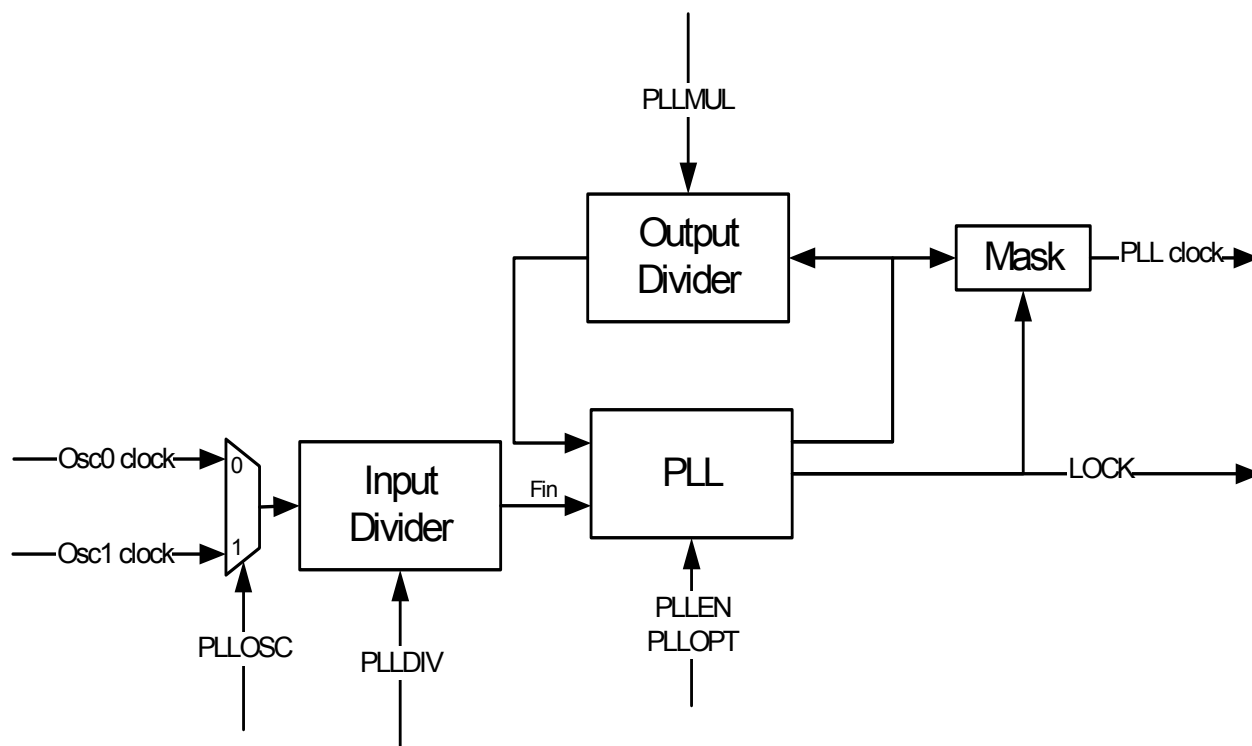 PLLMUL
Output
Divider
Mask
PLL clock
Osc0 clock
0
Input
Divider
Fin
PLL
LOCK
Osc1 clock
1
PLLOSC
PLLDIV
PLLEN
PLLOPT